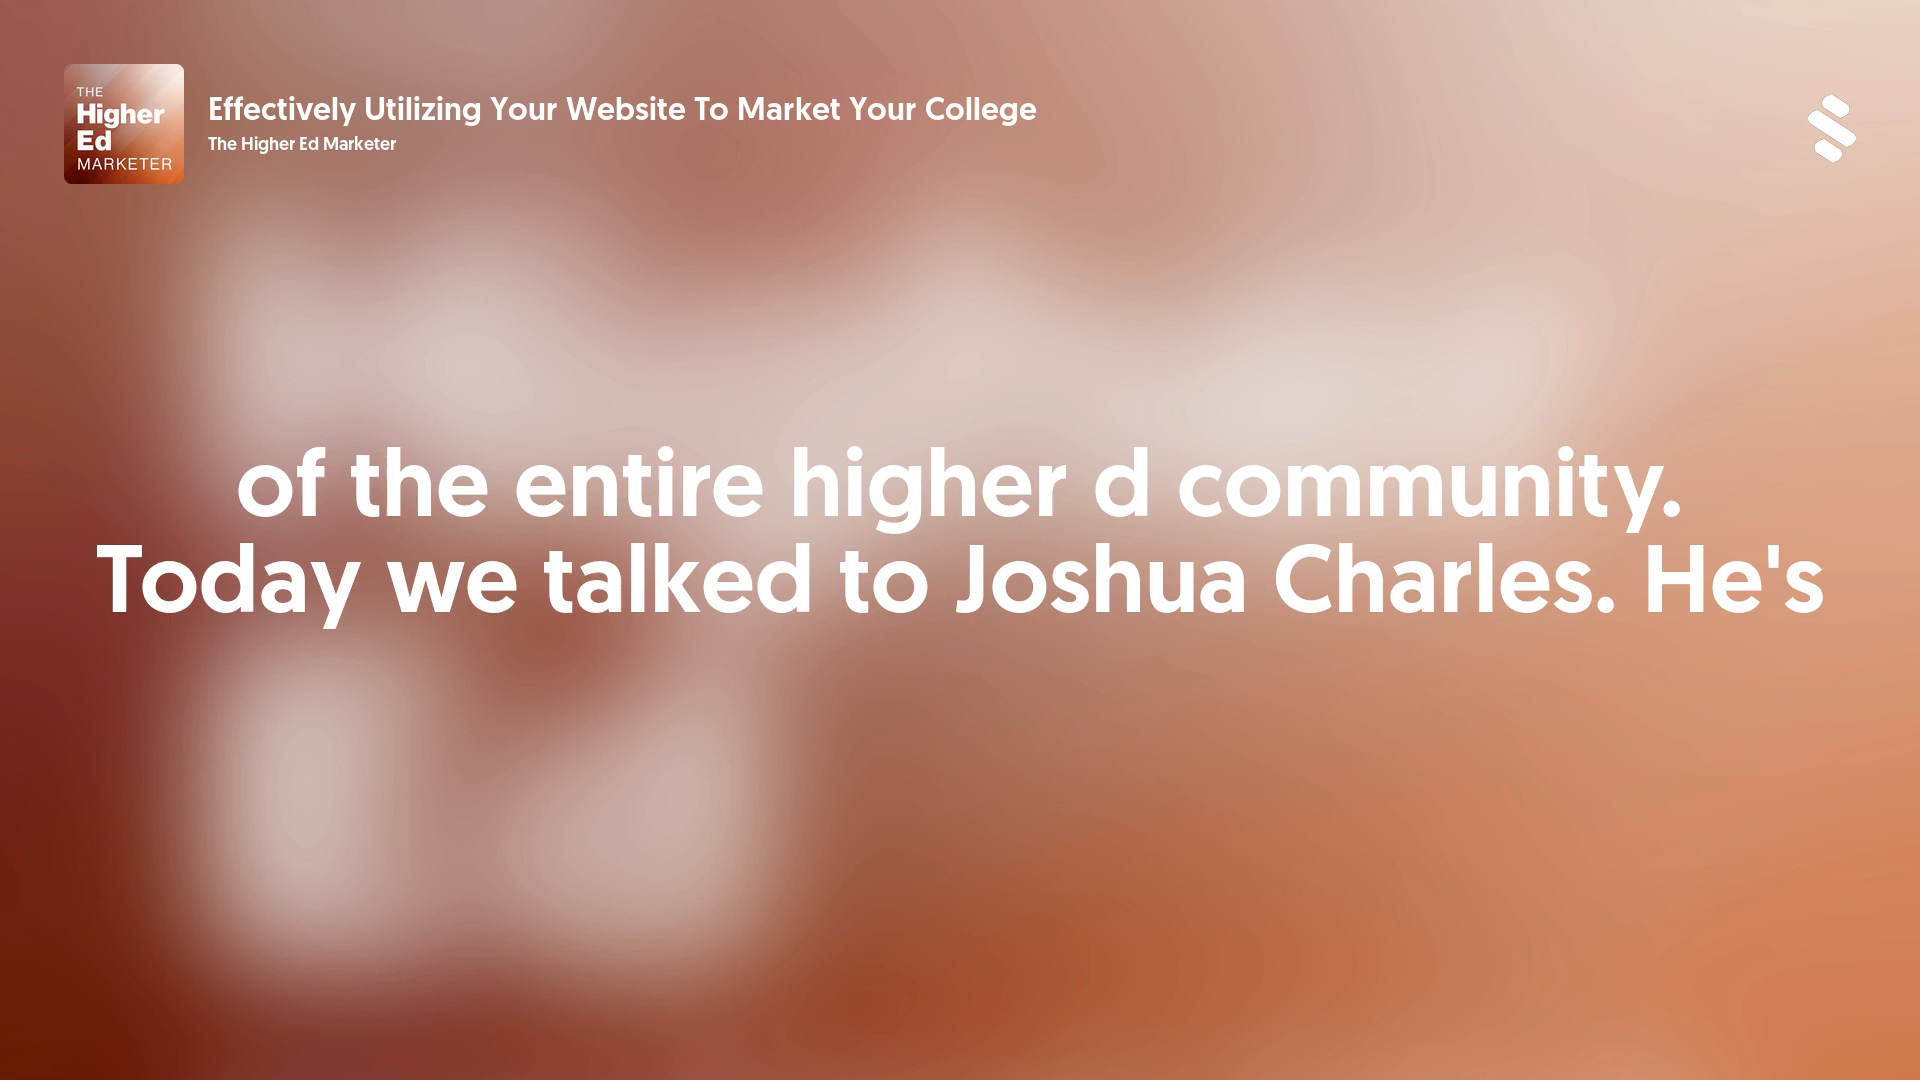 THE
Higher
Ed
MARKETER
Effectively Utilizing Your Website To Market Your College
The Higher Ed Marketer
of the entire higher d community.
Today we talked to Joshua Charles. He's